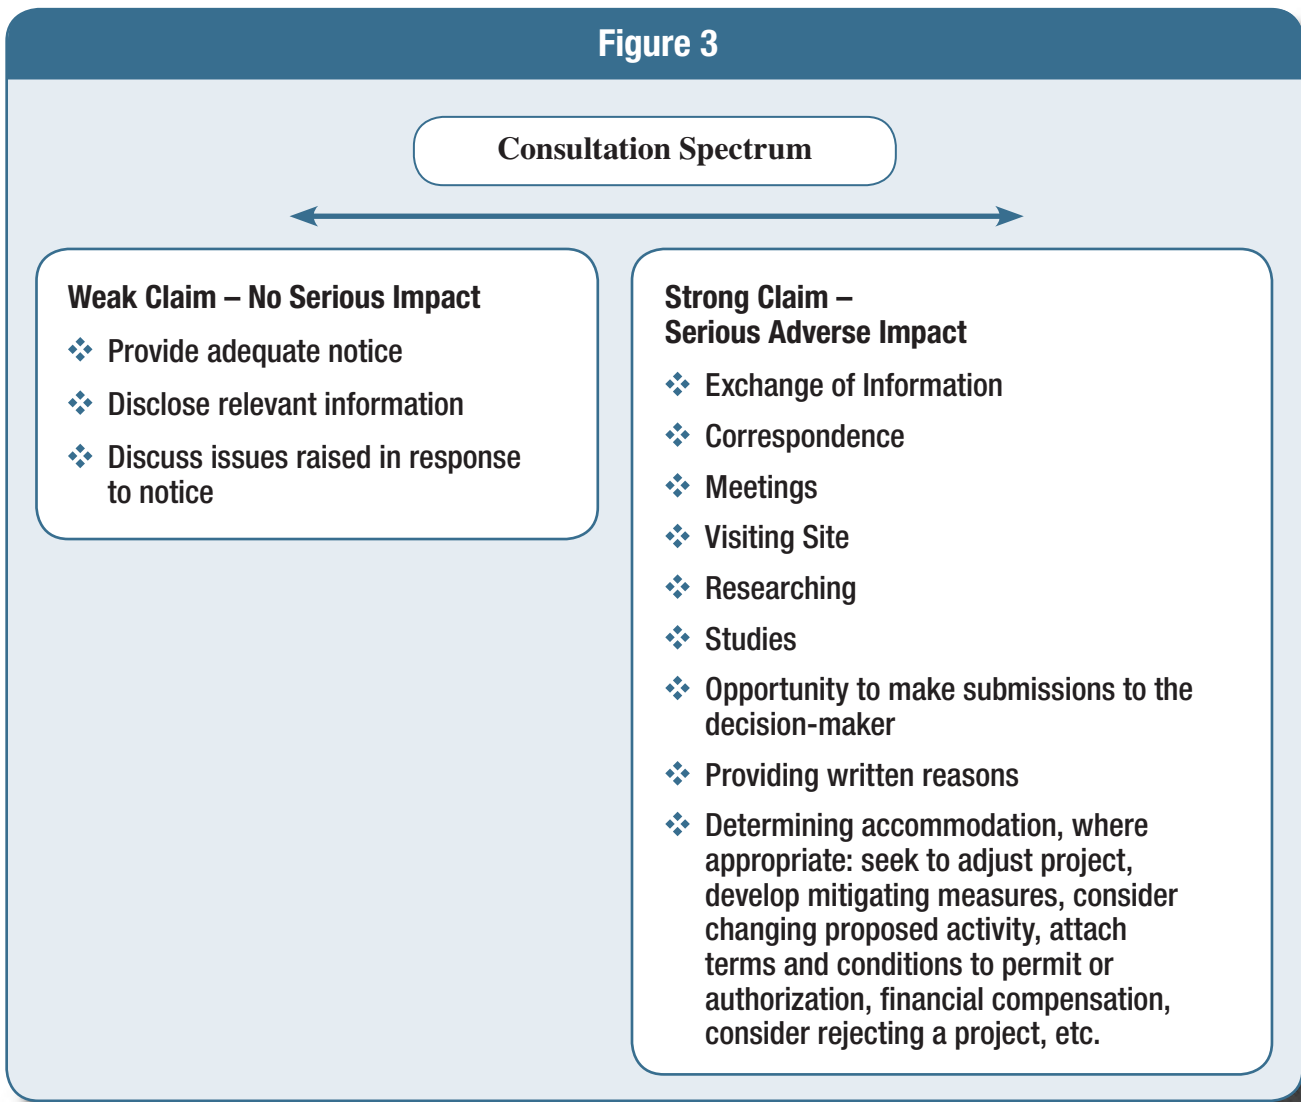 Figure 3
Consultation Spectrum
Weak Claim – No Serious Impact
Provide adequate notice
Disclose relevant information
Discuss issues raised in response
to notice
Strong Claim –
Serious Adverse Impact
Exchange of Information
Correspondence
Meetings
Visiting Site
Researching
Studies
Opportunity to make submissions to the
decision-maker
Providing written reasons
Determining accommodation, where
appropriate: seek to adjust project,
develop mitigating measures, consider
changing proposed activity, attach
terms and conditions to permit or
authorization, financial compensation,
consider rejecting a project, etc.